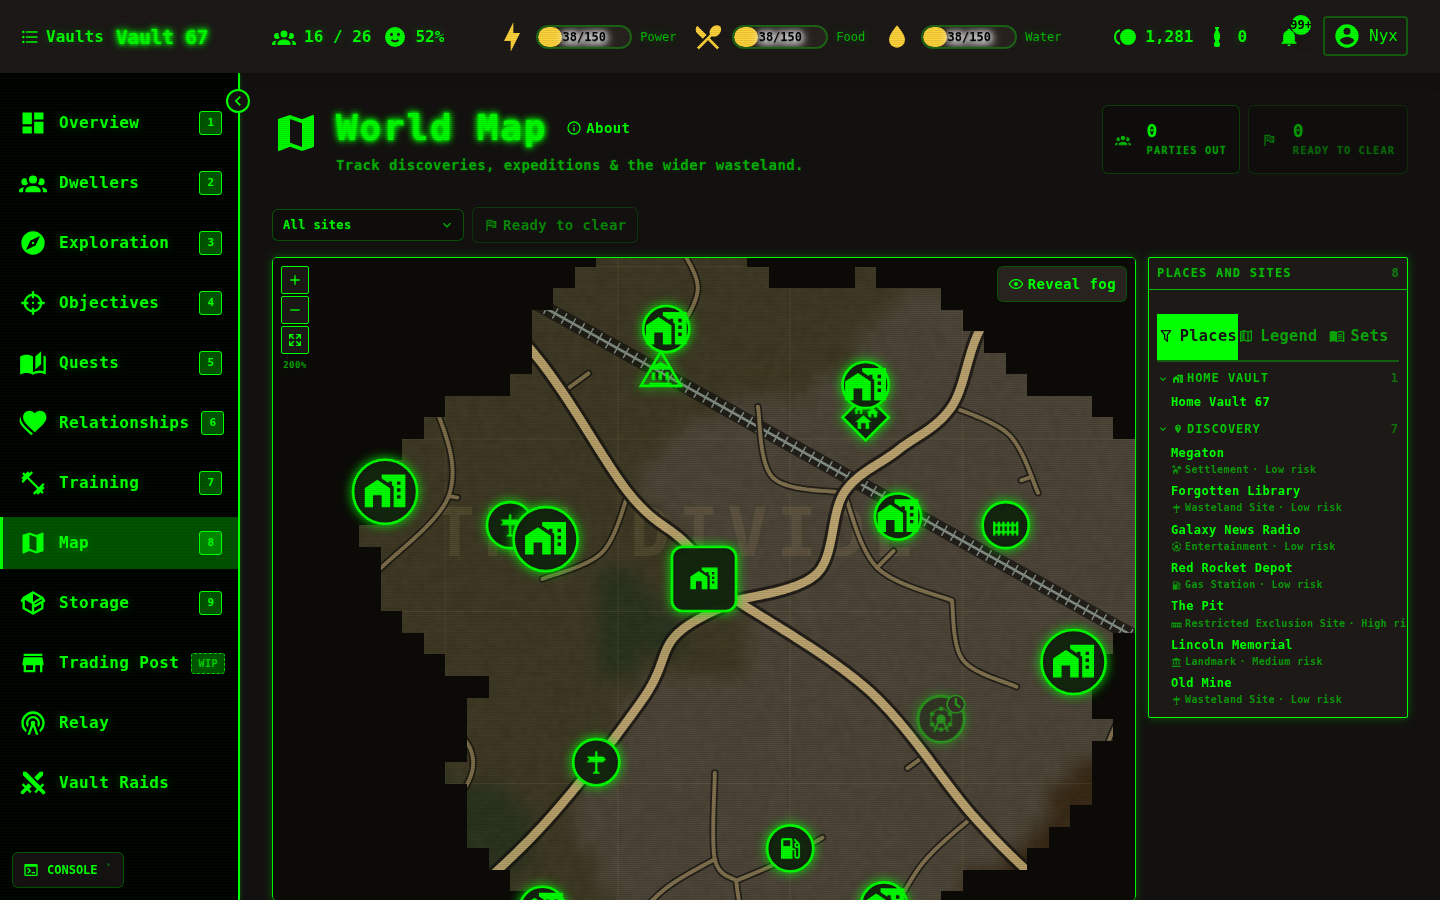 Vaults Vault 67
16 / 26 52%
38/150 Power
38/150 Food
38/150 Water
1,281 0
99+
Nyx
Overview 1
Dwellers 2
Exploration 3
Objectives 4
Quests 5
Relationships 6
Training 7
Map 8
Storage 9
Trading Post WIP
Relay
Vault Raids
CONSOLE `
World Map
About
Track discoveries, expeditions & the wider wasteland.
0
PARTIES OUT
0
READY TO CLEAR
All sites
Ready to clear
+
−
200%
Reveal fog
DIVIDE
PLACES AND SITES 8
Places Legend Sets
HOME VAULT 1
Home Vault 67
DISCOVERY 7
Megaton
Settlement · Low risk
Forgotten Library
Wasteland Site · Low risk
Galaxy News Radio
Entertainment · Low risk
Red Rocket Depot
Gas Station · Low risk
The Pit
Restricted Exclusion Site · High ri
Lincoln Memorial
Landmark · Medium risk
Old Mine
Wasteland Site · Low risk